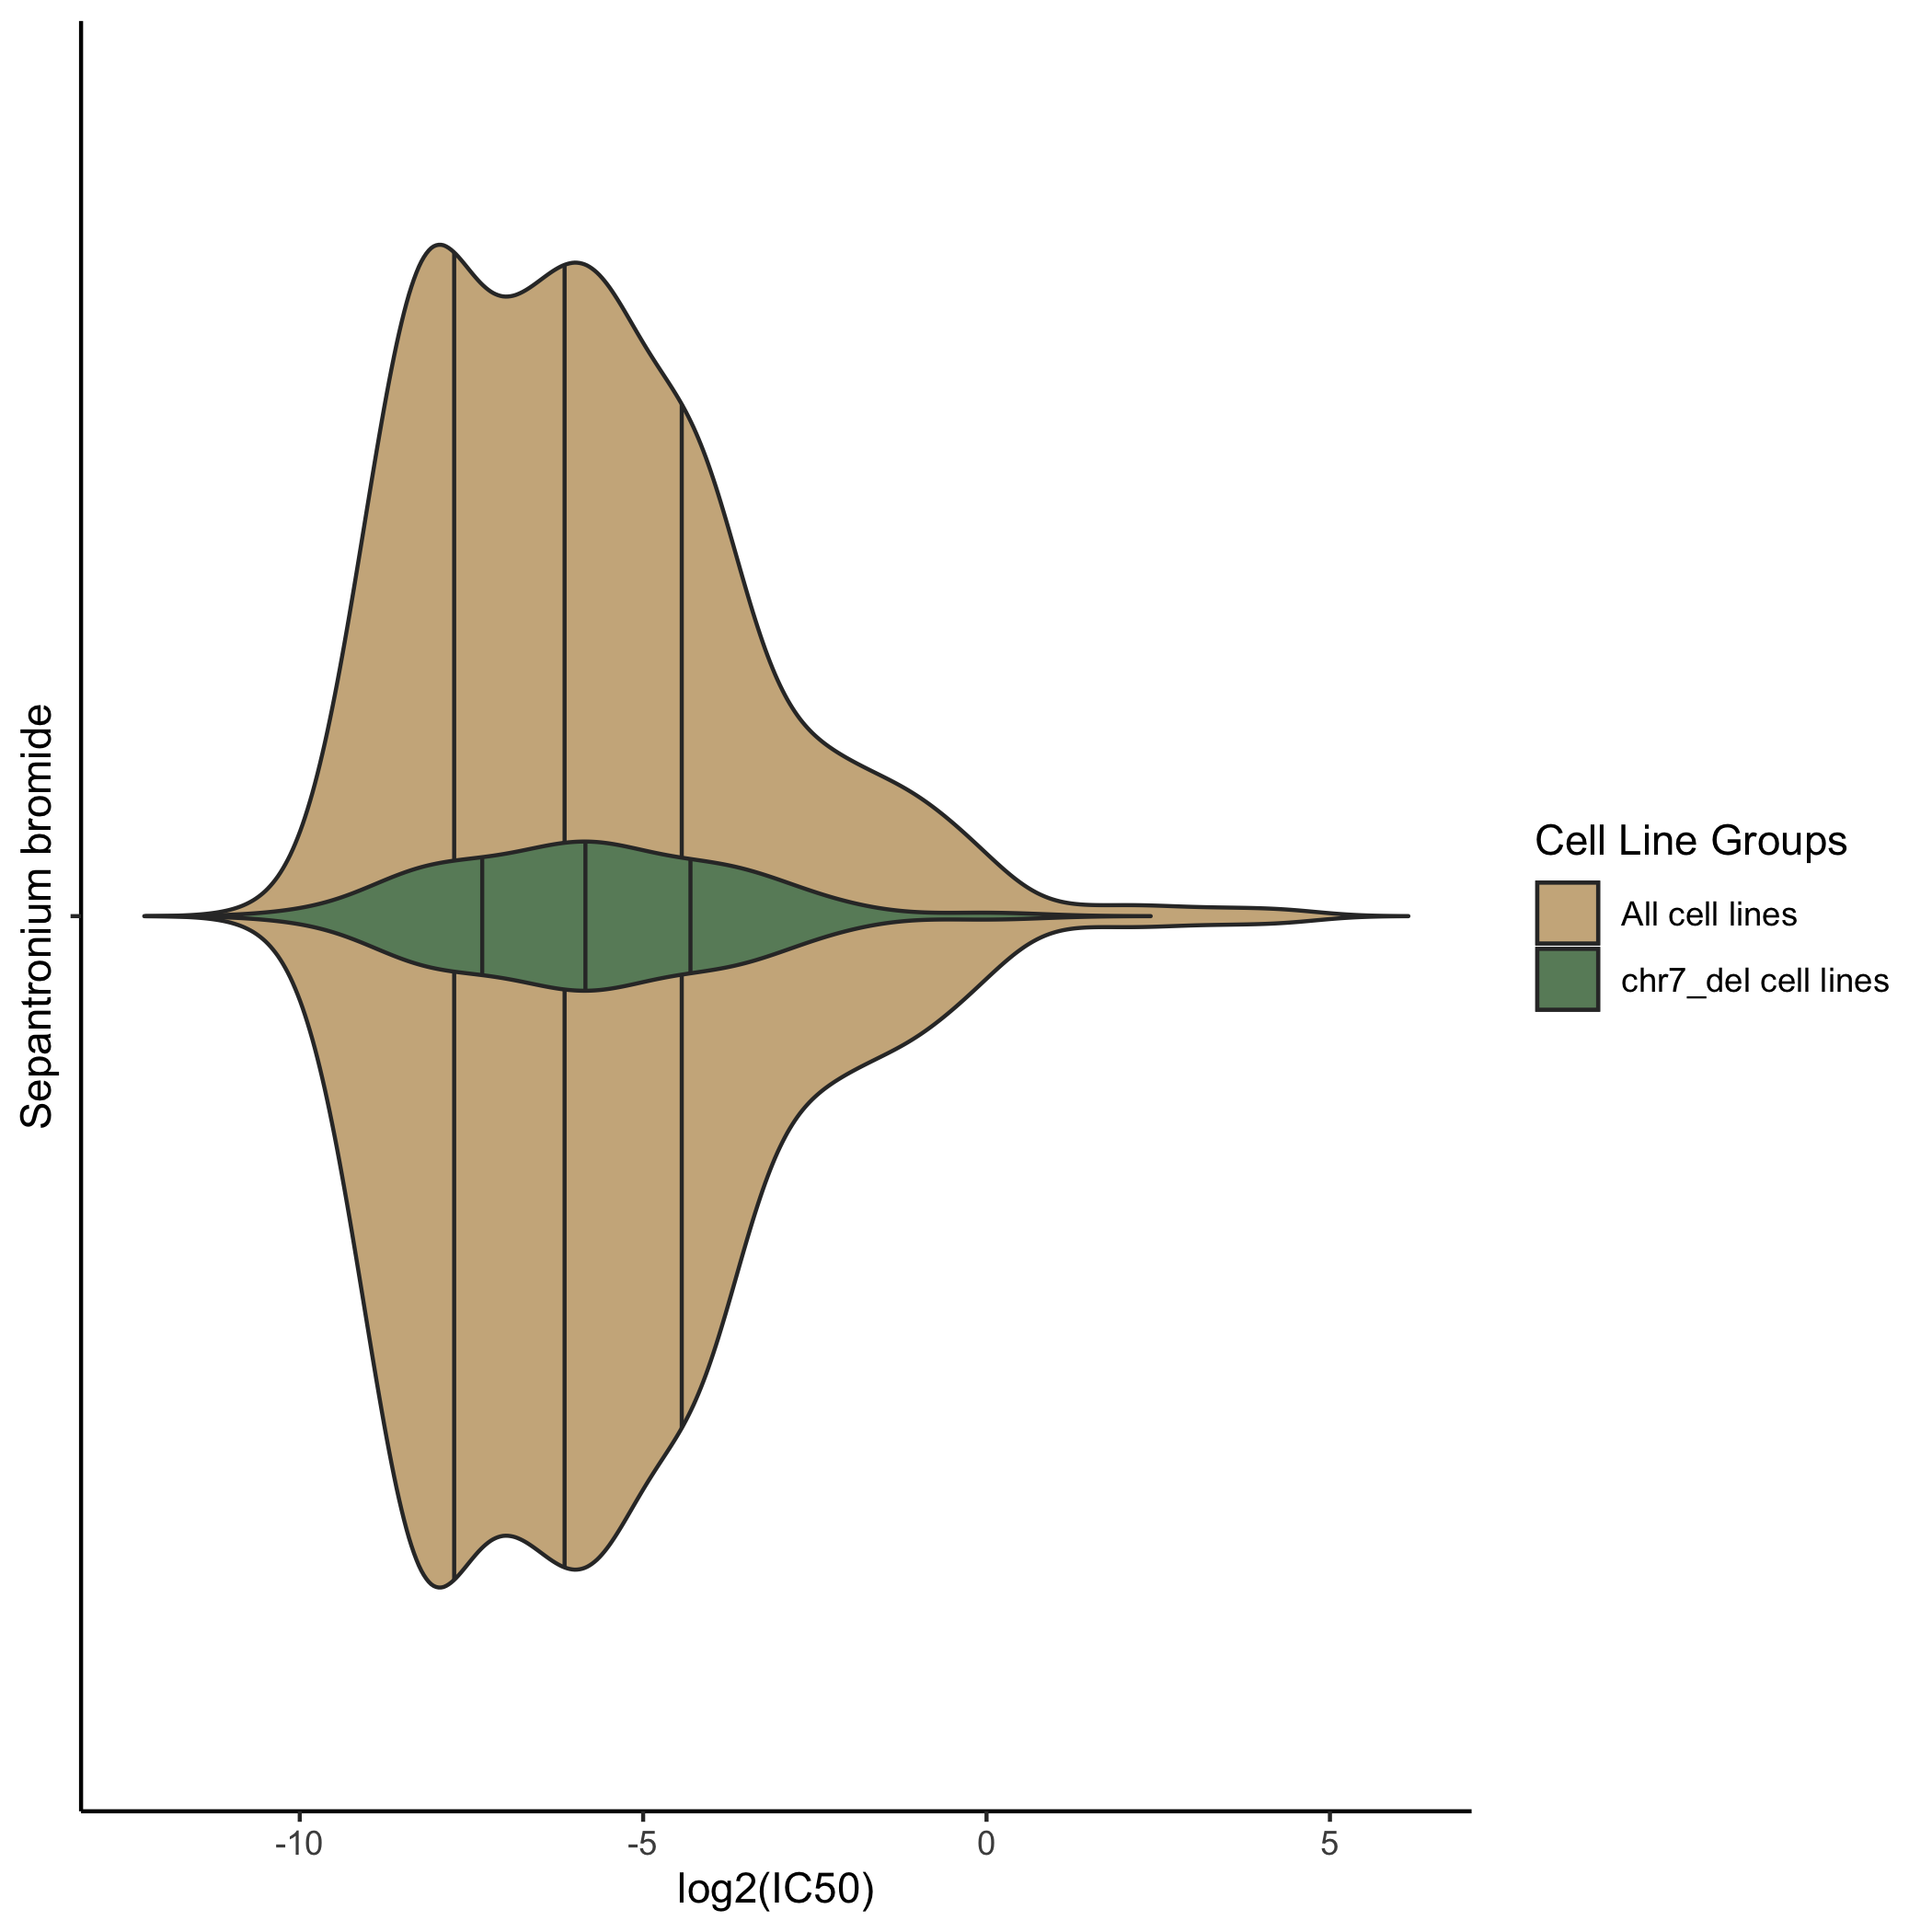 Sepantronium bromide
Cell Line Groups
All cell lines
chr7_del cell lines
-10
-5
0
5
log2(IC50)